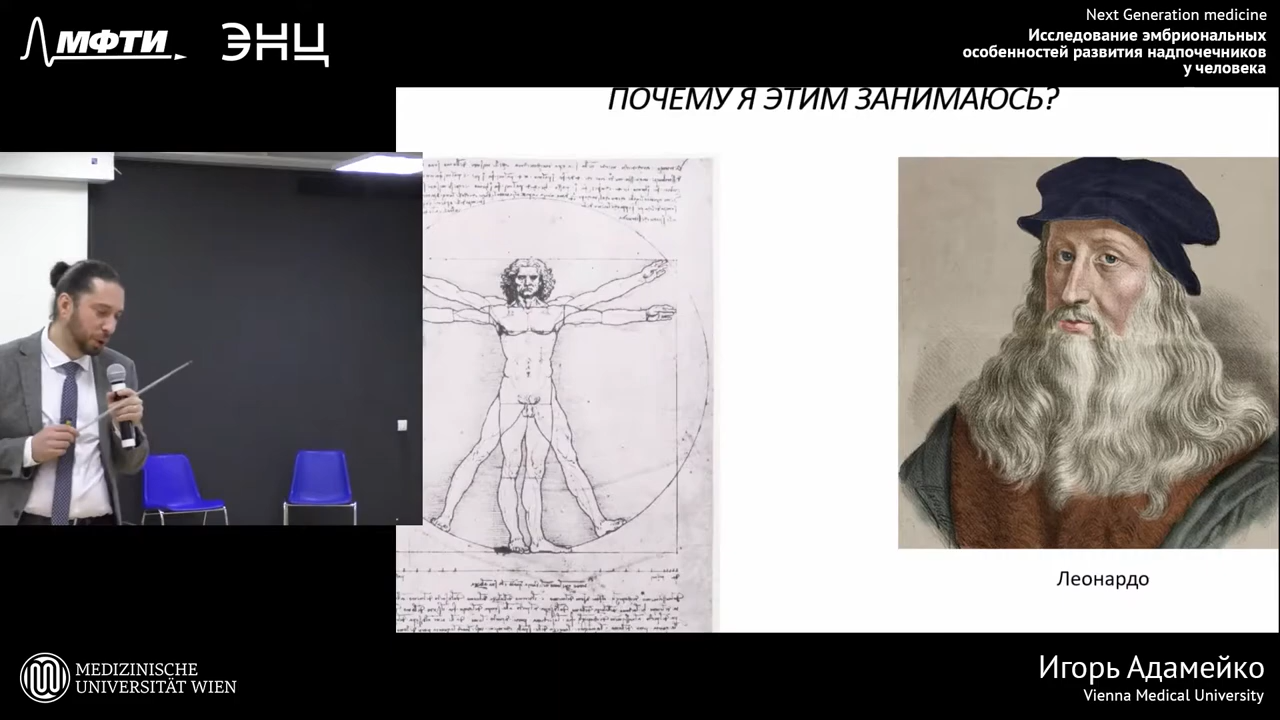 МФТИ
ЭНЦ
Next Generation medicine
Исследование эмбриональных
особенностей развития надпочечников
у человека
ПОЧЕМУ Я ЭТИМ ЗАНИМАЮСЬ?
Леонардо
MEDIZINISCHE
UNIVERSITÄT WIEN
Игорь Адамейко
Vienna Medical University